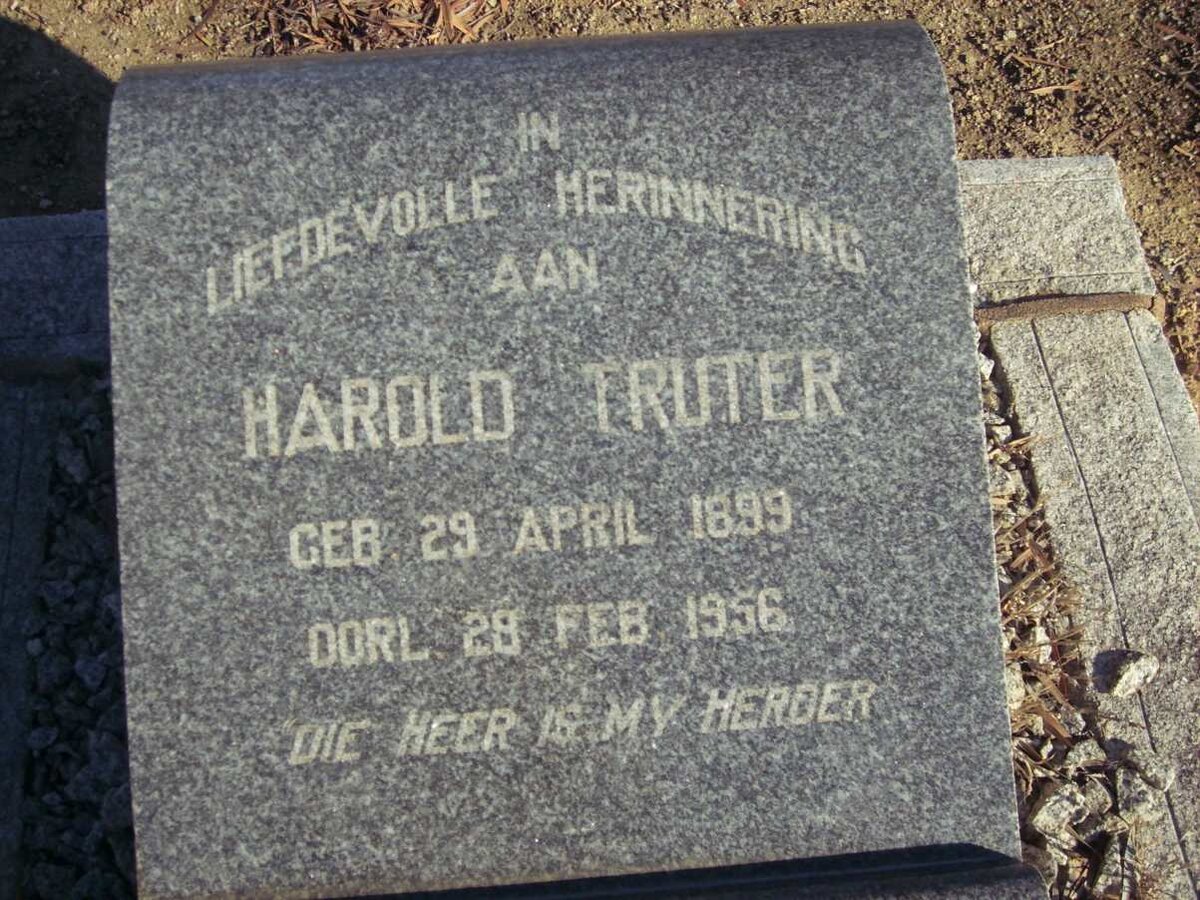 IN
LIEFDEVOLLE HERINNERING
AAN
HAROLD TRUTER
GEB 29 APRIL 1899
OORL. 28 FEB 1956
"DIE HEER IS MY HERDER"